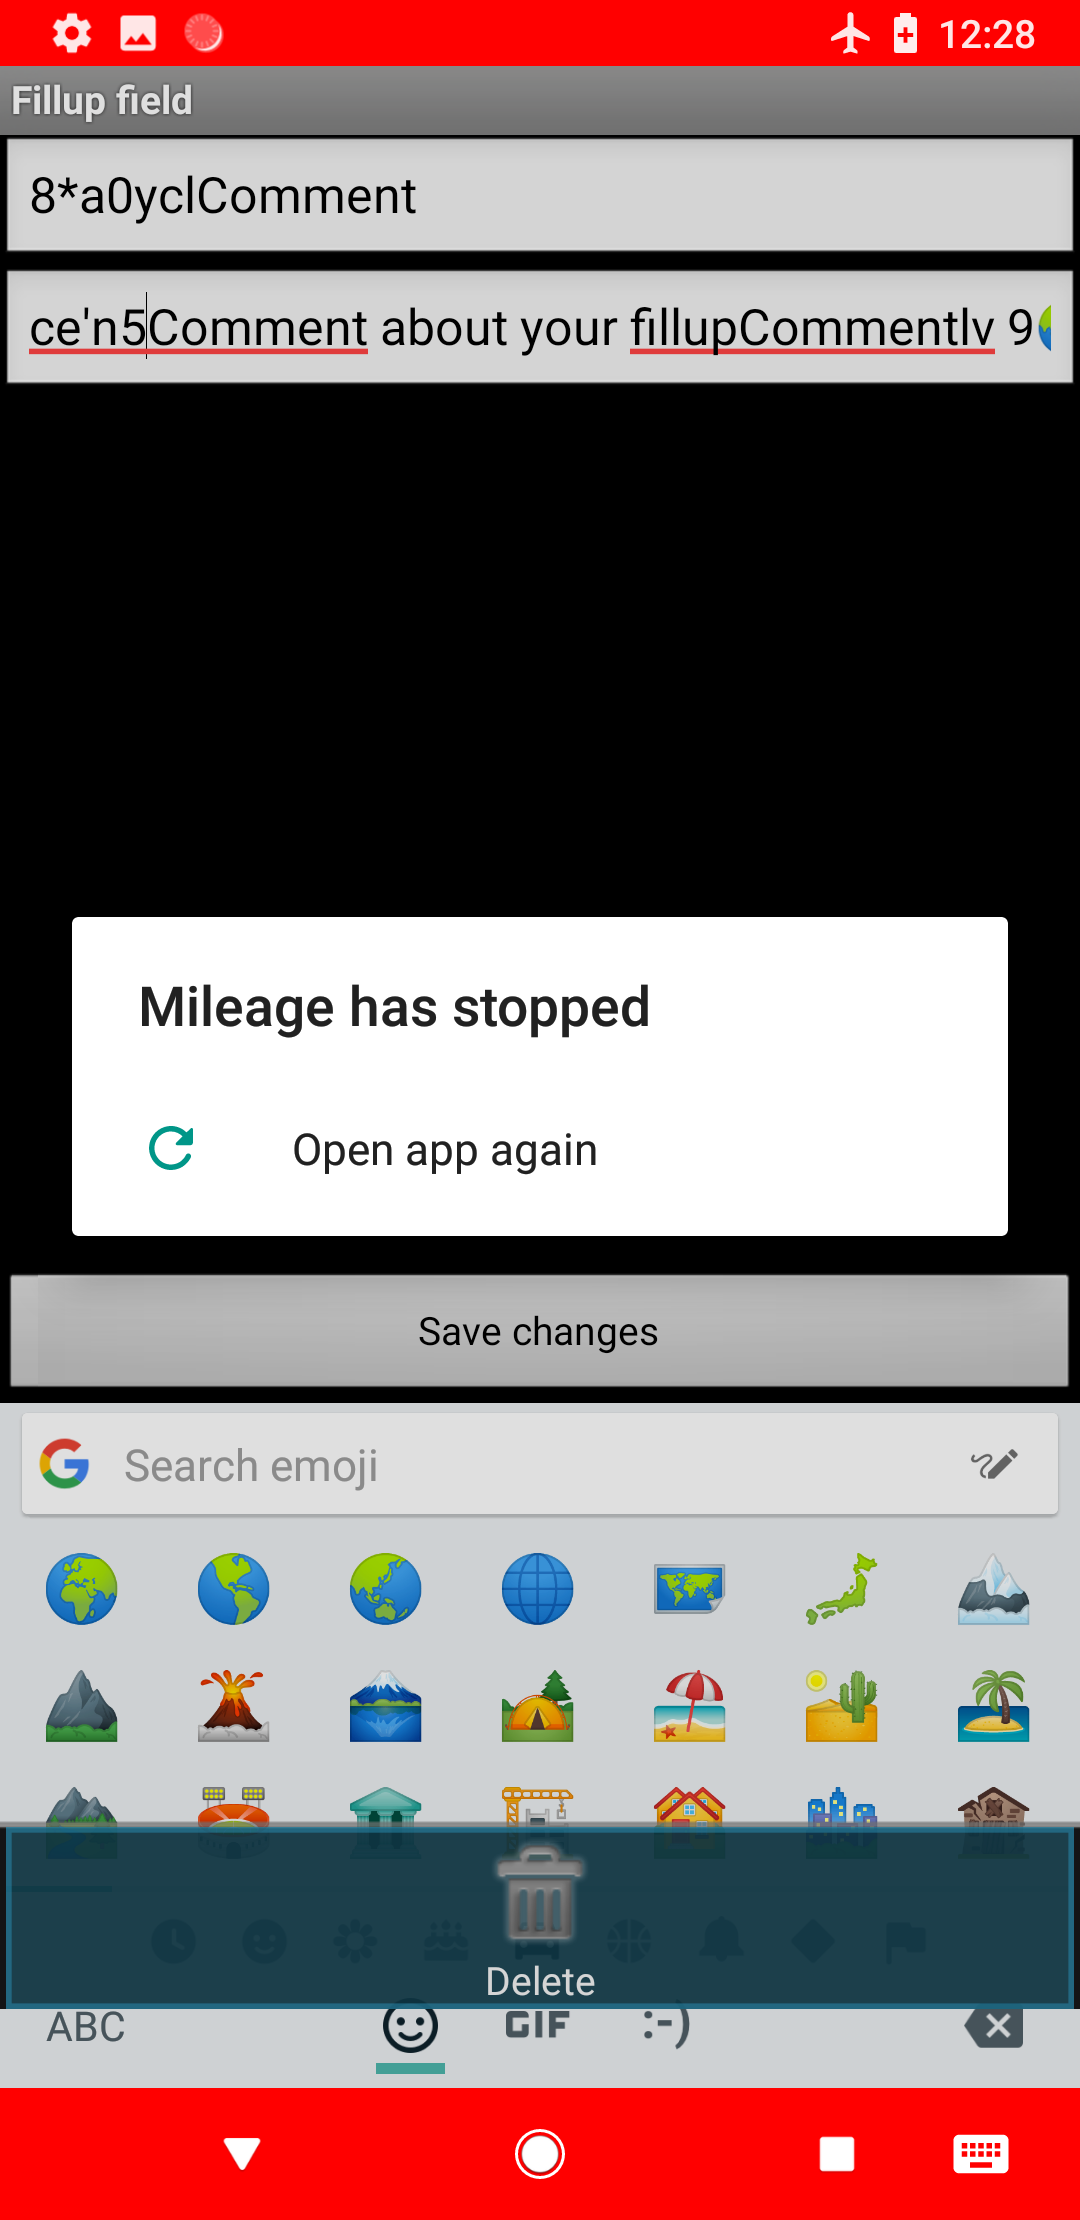 12:28
Fillup field
8*a0yclComment
ce'n5Comment about your fillupCommentlv 9
Mileage has stopped
Open app again
Save changes
Search emoji
Delete
ABC
GIF
:-)